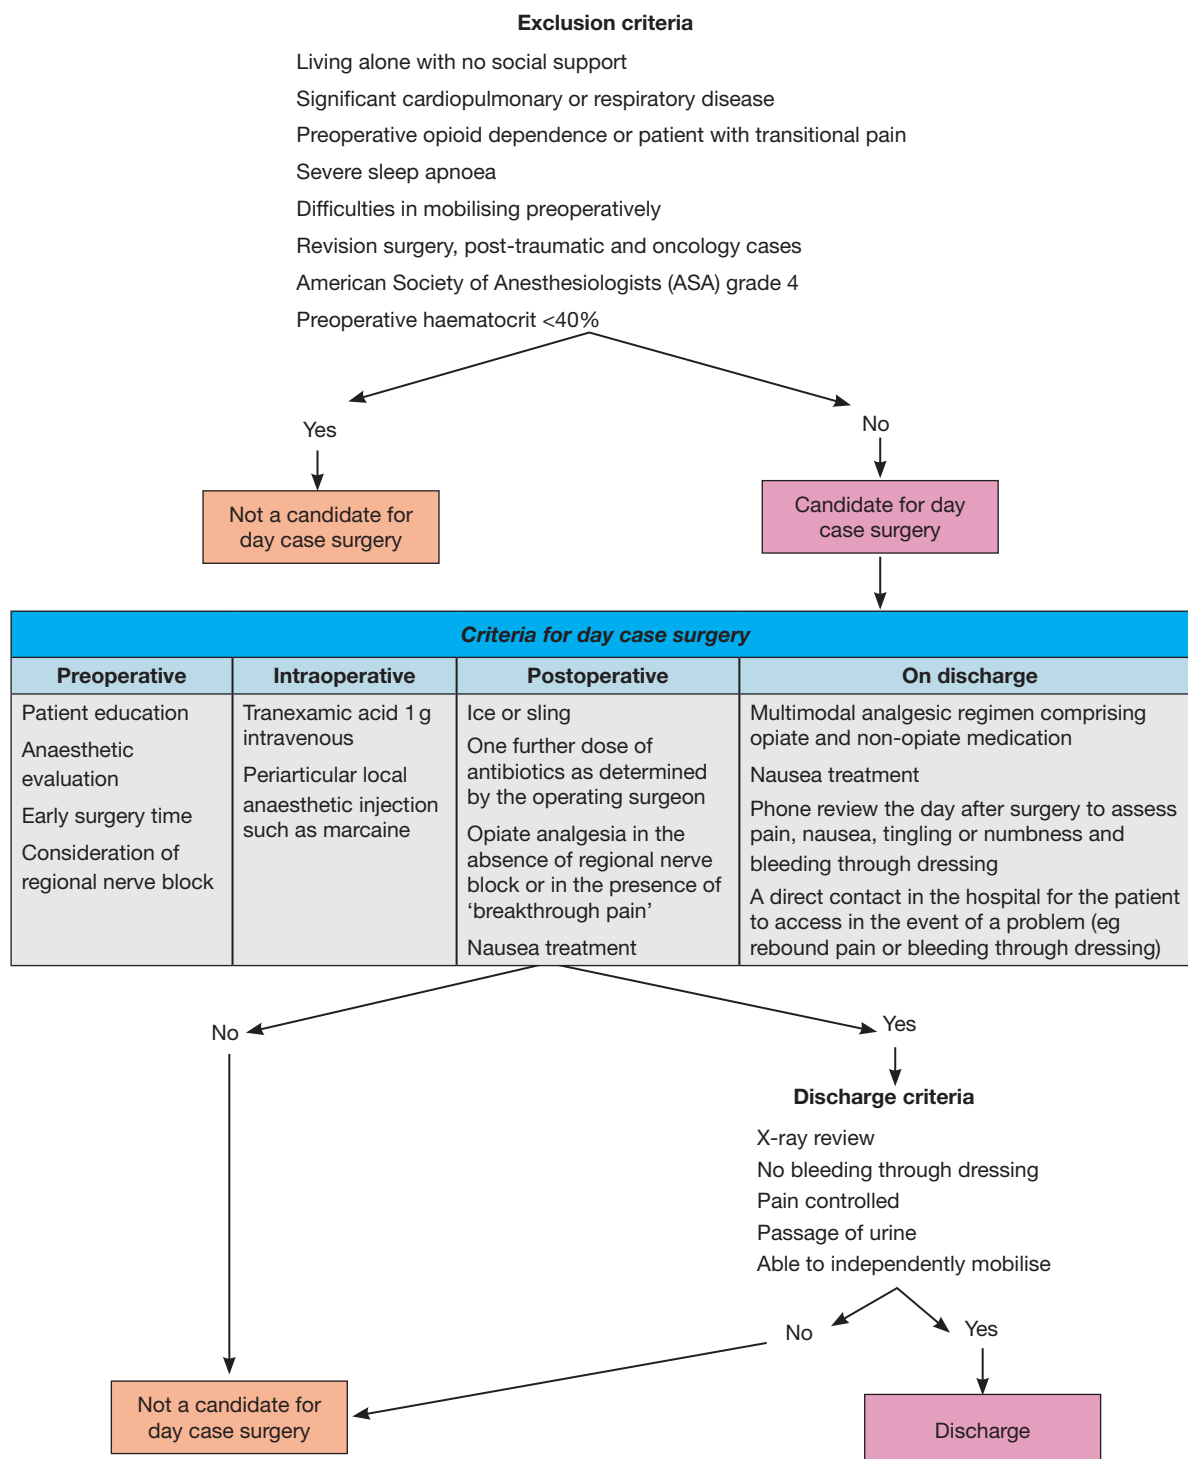 Exclusion criteria
Living alone with no social support
Significant cardiopulmonary or respiratory disease
Preoperative opioid dependence or patient with transitional pain
Severe sleep apnoea
Difficulties in mobilising preoperatively
Revision surgery, post-traumatic and oncology cases
American Society of Anesthesiologists (ASA) grade 4
Preoperative haematocrit <40%
Yes
No
Not a candidate for
day case surgery
Candidate for day
case surgery
Criteria for day case surgery
Preoperative
Patient education
Anaesthetic
evaluation
Early surgery time
Consideration of
regional nerve block
Intraoperative
Tranexamic acid 1 g
intravenous
Periarticular local
anaesthetic injection
such as marcaine
Postoperative
Ice or sling
One further dose of
antibiotics as determined
by the operating surgeon
Opiate analgesia in the
absence of regional nerve
block or in the presence of
‘breakthrough pain’
Nausea treatment
On discharge
Multimodal analgesic regimen comprising
opiate and non-opiate medication
Nausea treatment
Phone review the day after surgery to assess
pain, nausea, tingling or numbness and
bleeding through dressing
A direct contact in the hospital for the patient
to access in the event of a problem (eg
rebound pain or bleeding through dressing)
No
Yes
Discharge criteria
X-ray review
No bleeding through dressing
Pain controlled
Passage of urine
Able to independently mobilise
No
Yes
Not a candidate for
day case surgery
Discharge